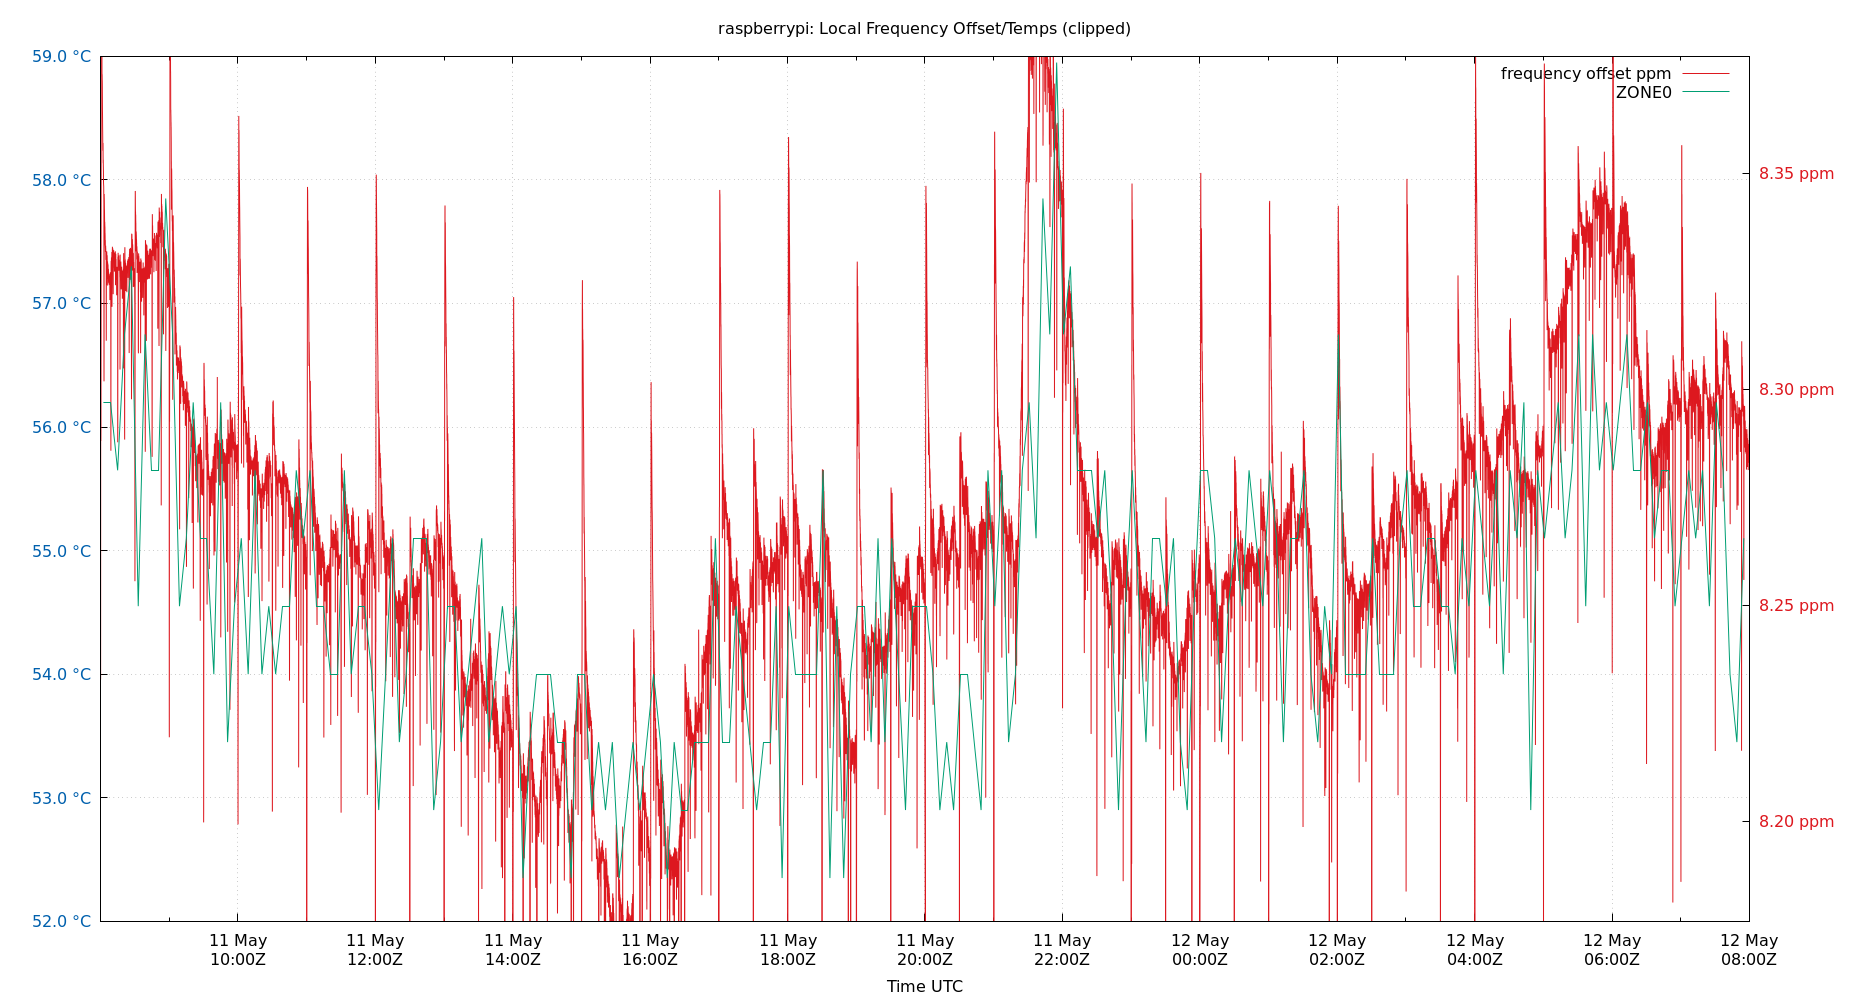 raspberrypi: Local Frequency Offset/Temps (clipped)
59.0 °C
58.0 °C
57.0 °C
56.0 °C
55.0 °C
54.0 °C
53.0 °C
52.0 °C
frequency offset ppm
ZONE0
8.35 ppm
8.30 ppm
8.25 ppm
8.20 ppm
11 May 11 May 11 May 11 May 11 May 11 May 11 May 12 May 12 May 12 May 12 May 12 May
10:00Z 12:00Z 14:00Z 16:00Z 18:00Z 20:00Z 22:00Z 00:00Z 02:00Z 04:00Z 06:00Z 08:00Z
Time UTC